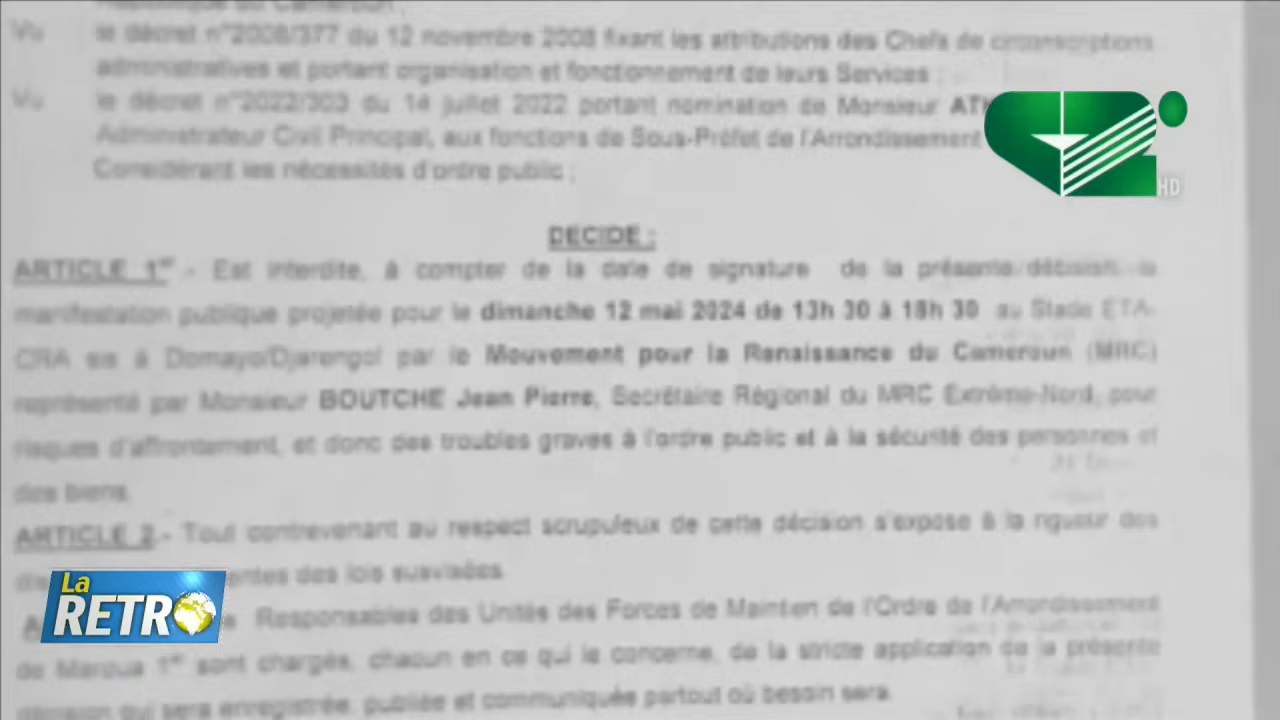 République du Cameroun ;
Vu le décret n°2008/377 du 12 novembre 2008 fixant les attributions des Chefs de circonscriptions
administratives et portant organisation et fonctionnement de leurs Services ;
Vu le décret n°2022/303 du 14 juillet 2022 portant nomination de Monsieur
Administrateur Civil Principal, aux fonctions de Sous-Préfet de l'Arrondissement
Considérant les nécessités d'ordre public ;
HD
DECIDE :
ARTICLE 1er - Est interdite, à compter de la date de signature de la présente décision, la
manifestation publique projetée pour le dimanche 12 mai 2024 de 13h 30 à 18h 30 au Stade ETA-
CRA sis à Domayo/Djarengol par le Mouvement pour la Renaissance du Cameroun (MRC)
représenté par Monsieur BOUTCHE Jean Pierre, Secrétaire Régional du MRC Extrême-Nord, pour
risques d'affrontement, et donc des troubles graves à l'ordre public et à la sécurité des personnes et
des biens.
ARTICLE 2.- Tout contrevenant au respect scrupuleux de cette décision s'expose à la rigueur des
des lois susvisées.
La
RETRO
Responsables des Unités des Forces de Maintien de l'Ordre de l'Arrondissement
de Maroua 1er sont chargés, chacun en ce qui le concerne, de la stricte application de la présente
décision qui sera enregistrée, publiée et communiquée partout où besoin sera.